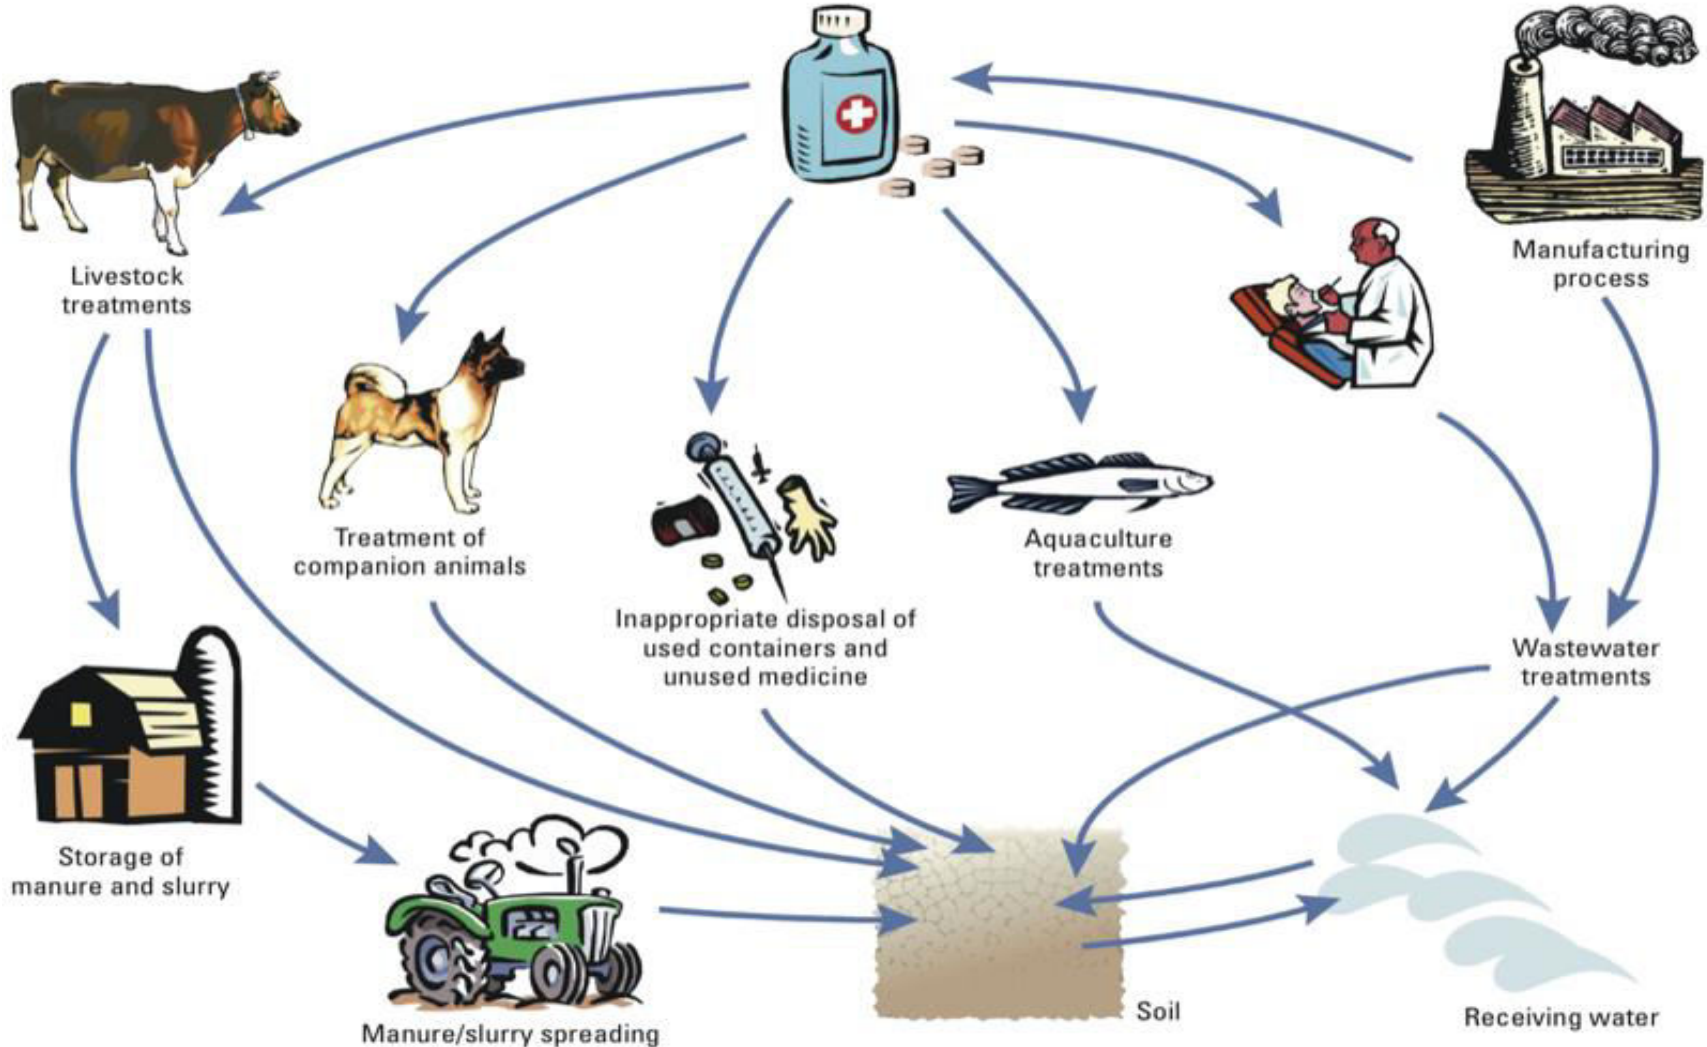 Livestock
treatments
Manufacturing
process
Treatment of
companion animals
Inappropriate disposal of
used containers and
unused medicine
Aquaculture
treatments
Wastewater
treatments
Storage of
manure and slurry
Manure/slurry spreading
Soil
Receiving water